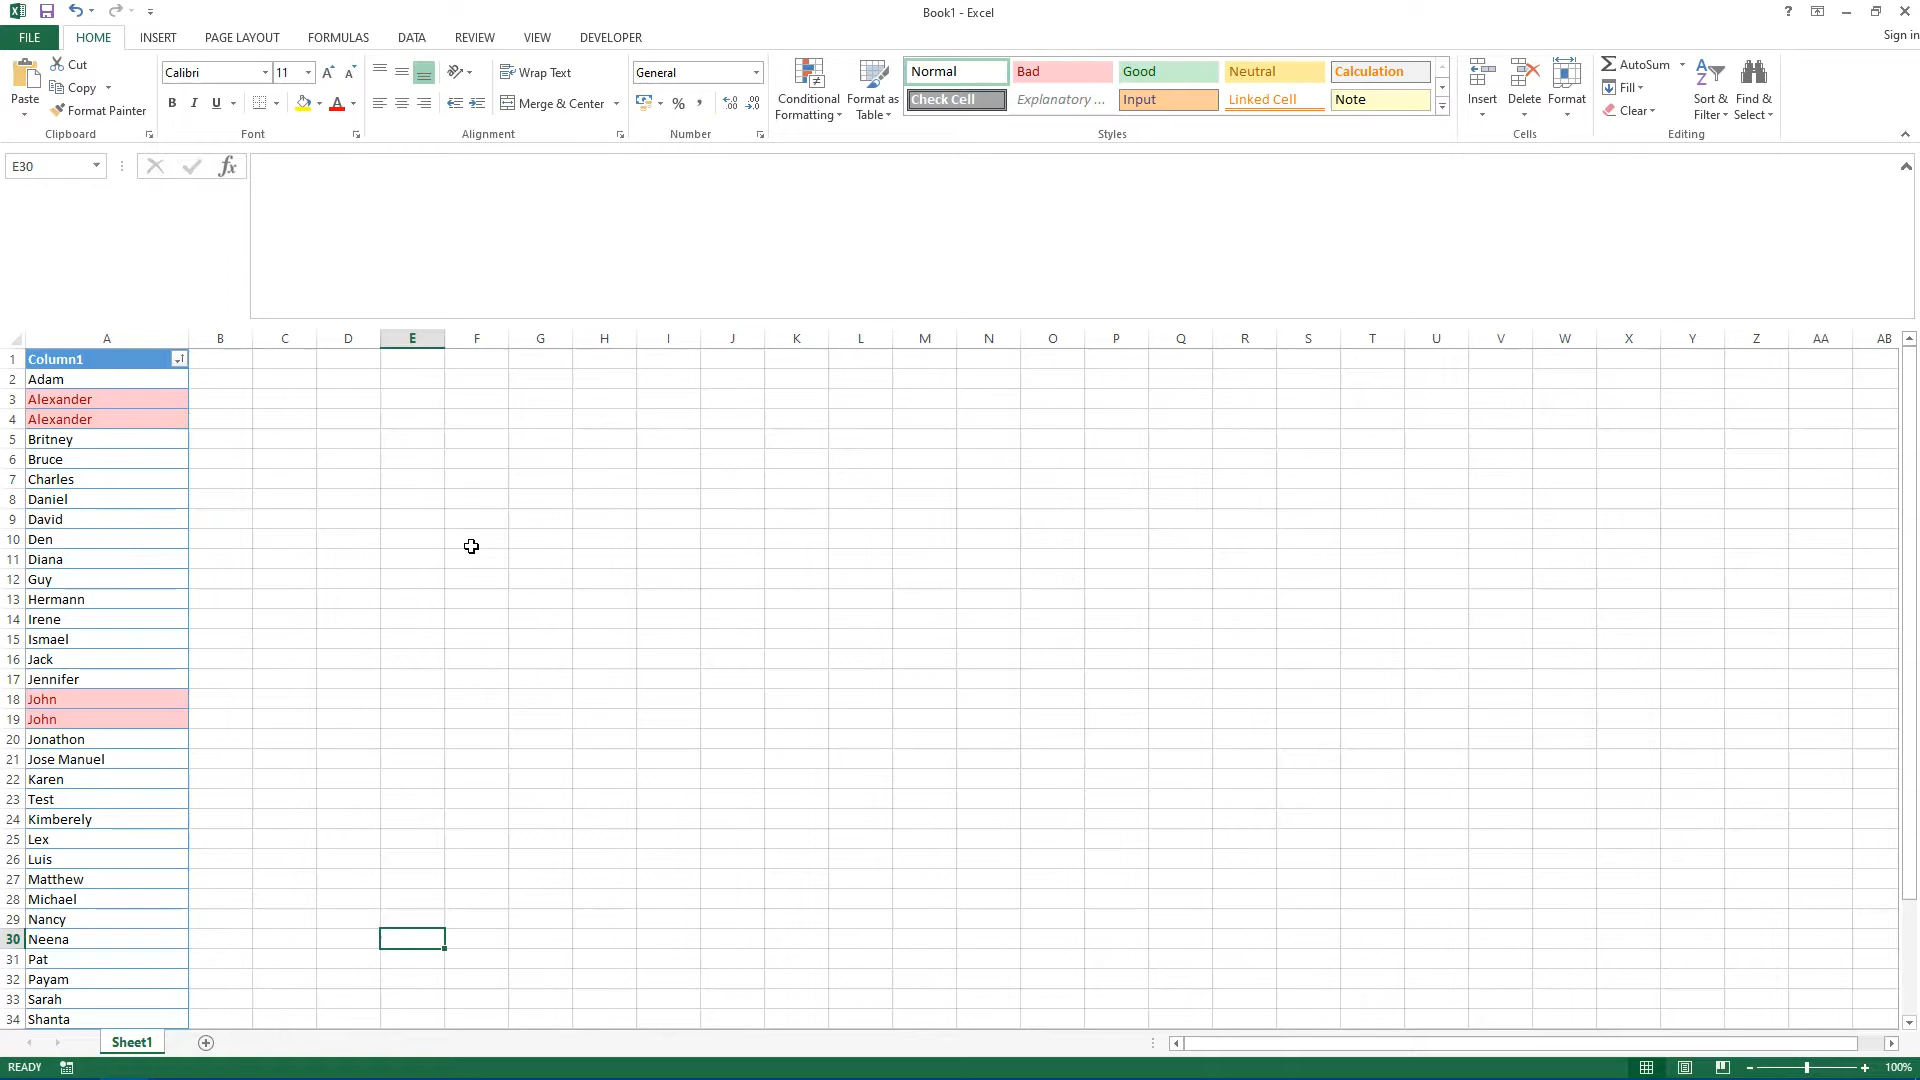 Book1 - Excel
?
FILE HOME INSERT PAGE LAYOUT FORMULAS DATA REVIEW VIEW DEVELOPER
Sign in
Paste
Cut
Copy
Format Painter
Clipboard
Calibri 11
B I U
Font
Wrap Text
Merge & Center
Alignment
General
%
Number
Conditional Formatting
Format as Table
Normal Bad Good Neutral Calculation
Check Cell Explanatory ... Input Linked Cell Note
Styles
Insert Delete Format
Cells
AutoSum
Fill
Clear
Sort & Filter
Find & Select
Editing
E30
fx
A B C D E F G H I J K L M N O P Q R S T U V W X Y Z AA AB
1 Column1
2 Adam
3 Alexander
4 Alexander
5 Britney
6 Bruce
7 Charles
8 Daniel
9 David
10 Den
11 Diana
12 Guy
13 Hermann
14 Irene
15 Ismael
16 Jack
17 Jennifer
18 John
19 John
20 Jonathon
21 Jose Manuel
22 Karen
23 Test
24 Kimberely
25 Lex
26 Luis
27 Matthew
28 Michael
29 Nancy
30 Neena
31 Pat
32 Payam
33 Sarah
34 Shanta
Sheet1
READY
100%